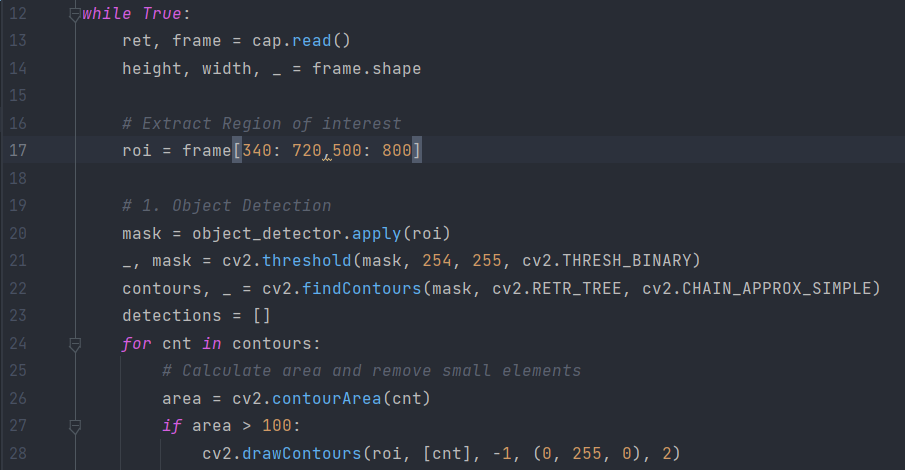 12 while True:
13     ret, frame = cap.read()
14     height, width, _ = frame.shape
15
16     # Extract Region of interest
17     roi = frame[340: 720,500: 800]
18
19     # 1. Object Detection
20     mask = object_detector.apply(roi)
21     _, mask = cv2.threshold(mask, 254, 255, cv2.THRESH_BINARY)
22     contours, _ = cv2.findContours(mask, cv2.RETR_TREE, cv2.CHAIN_APPROX_SIMPLE)
23     detections = []
24     for cnt in contours:
25         # Calculate area and remove small elements
26         area = cv2.contourArea(cnt)
27         if area > 100:
28             cv2.drawContours(roi, [cnt], -1, (0, 255, 0), 2)